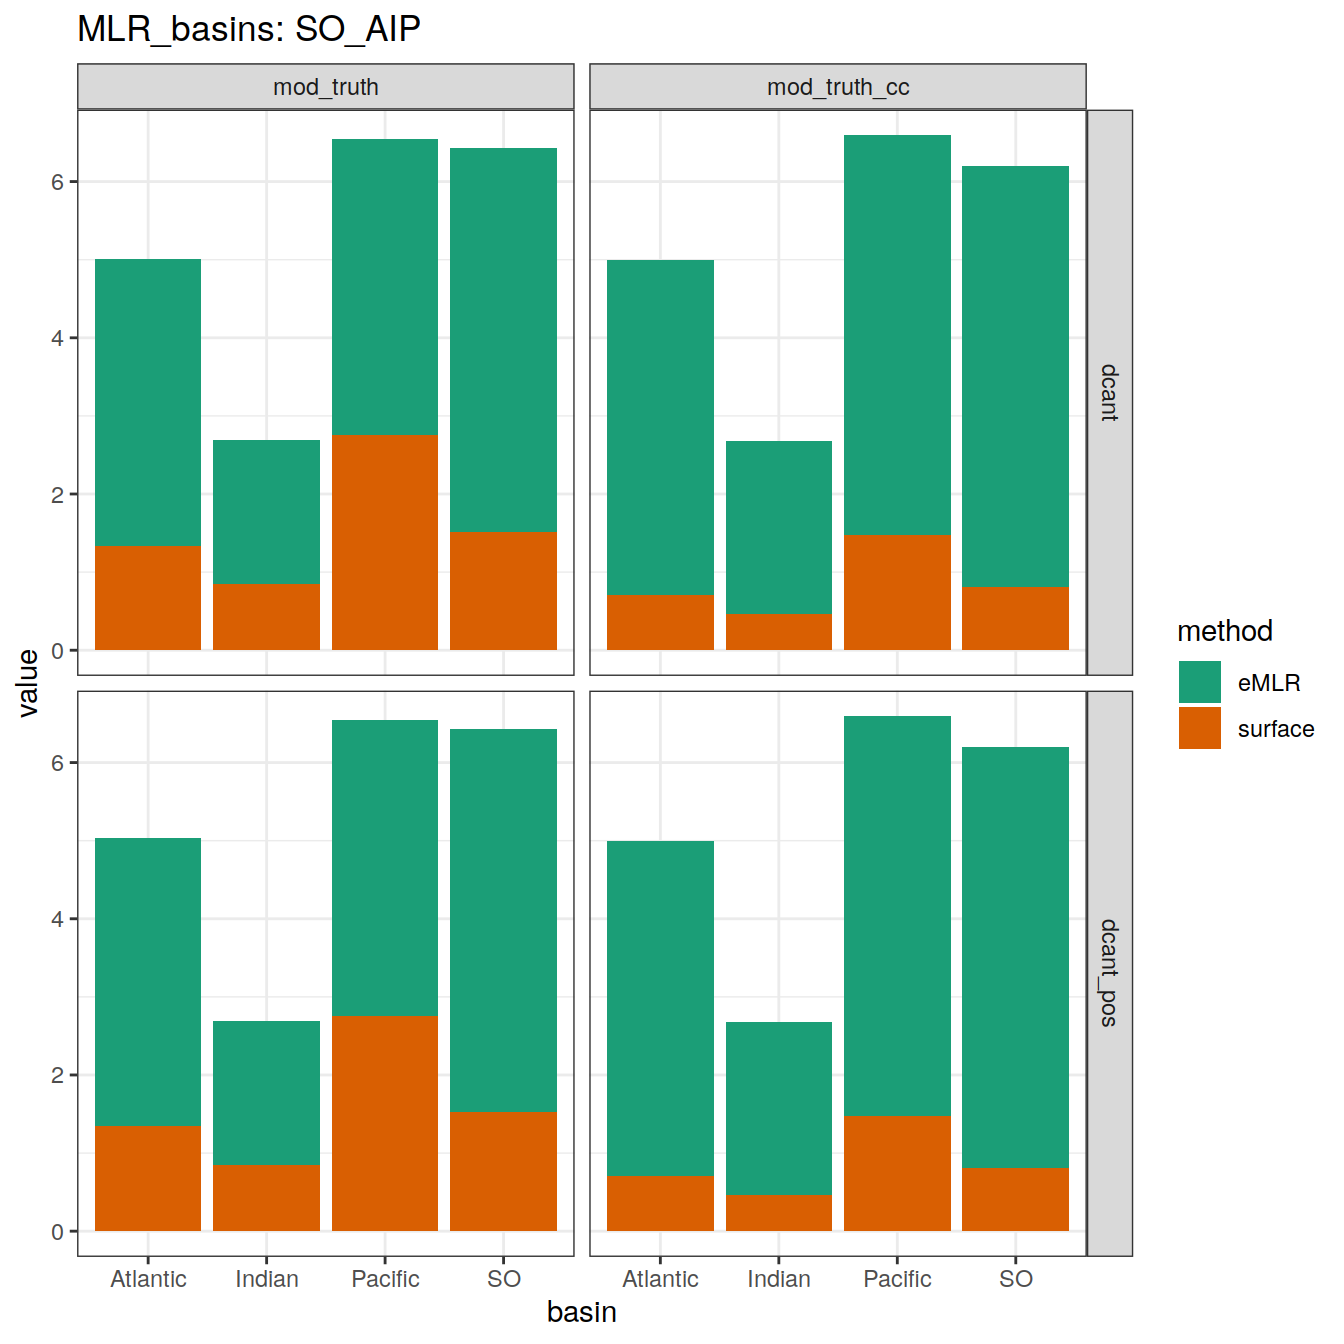 MLR_basins: SO_AIP
mod_truth
mod_truth_cc
6
4
2
0
dcant
value
6
4
2
0
dcant_pos
Atlantic
Indian
Pacific
SO
Atlantic
Indian
Pacific
SO
basin
method
eMLR
surface